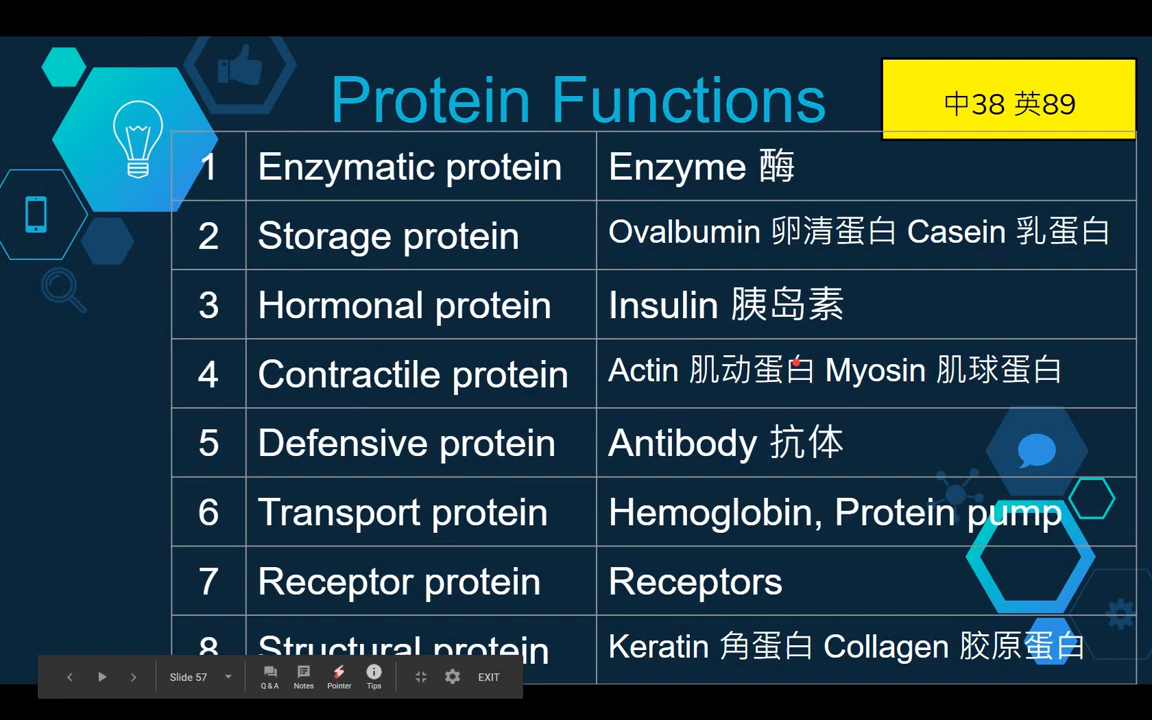 Protein Functions
中38 英89
1 Enzymatic protein Enzyme 酶
2 Storage protein Ovalbumin 卵清蛋白 Casein 乳蛋白
3 Hormonal protein Insulin 胰岛素
4 Contractile protein Actin 肌动蛋白 Myosin 肌球蛋白
5 Defensive protein Antibody 抗体
6 Transport protein Hemoglobin, Protein pump
7 Receptor protein Receptors
8 Structural protein Keratin 角蛋白 Collagen 胶原蛋白
Slide 57 Q & A Notes Pointer Tips EXIT